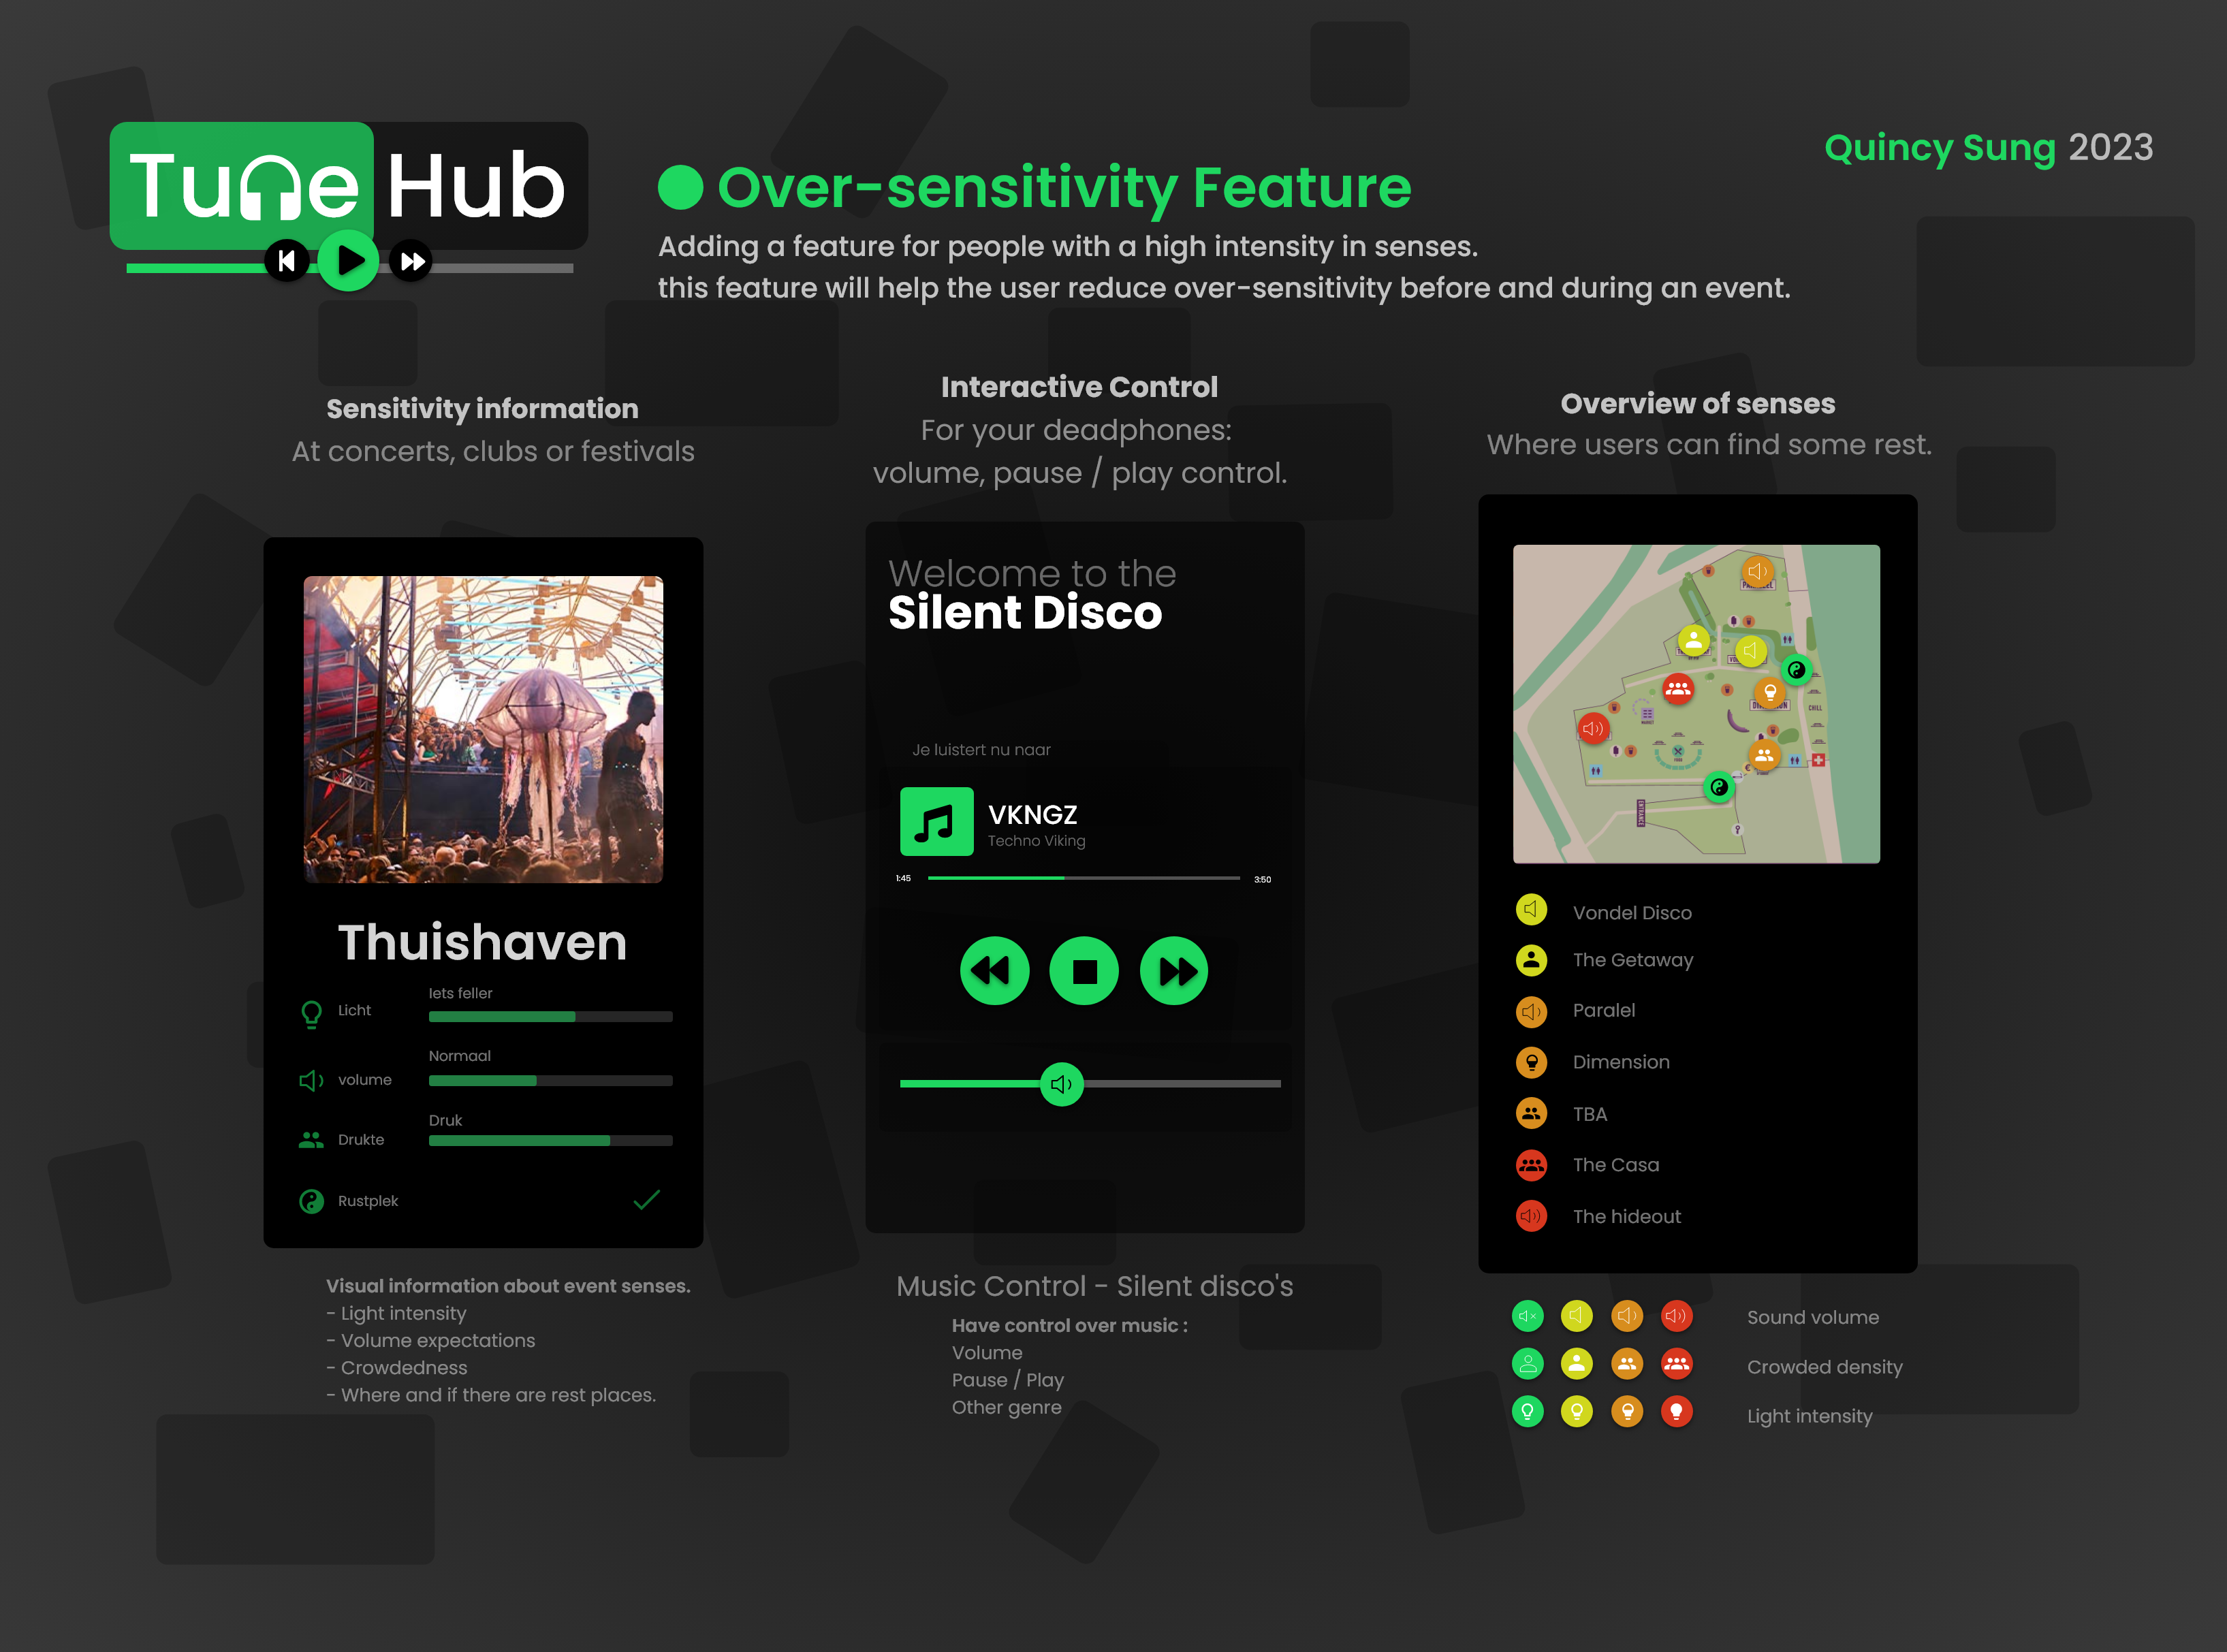 Tune Hub
Quincy Sung 2023
Over-sensitivity Feature
Adding a feature for people with a high intensity in senses.
this feature will help the user reduce over-sensitivity before and during an event.
Sensitivity information
At concerts, clubs or festivals
Thuishaven
Licht
Iets feller
volume
Normaal
Drukte
Druk
Rustplek
Visual information about event senses.
- Light intensity
- Volume expectations
- Crowdedness
- Where and if there are rest places.
Interactive Control
For your deadphones:
volume, pause / play control.
Welcome to the
Silent Disco
Je luistert nu naar
VKNGZ
Techno Viking
1:45
3:50
Music Control - Silent disco's
Have control over music :
Volume
Pause / Play
Other genre
Overview of senses
Where users can find some rest.
CHILL
ENTRANCE
Vondel Disco
The Getaway
Paralel
Dimension
TBA
The Casa
The hideout
Sound volume
Crowded density
Light intensity